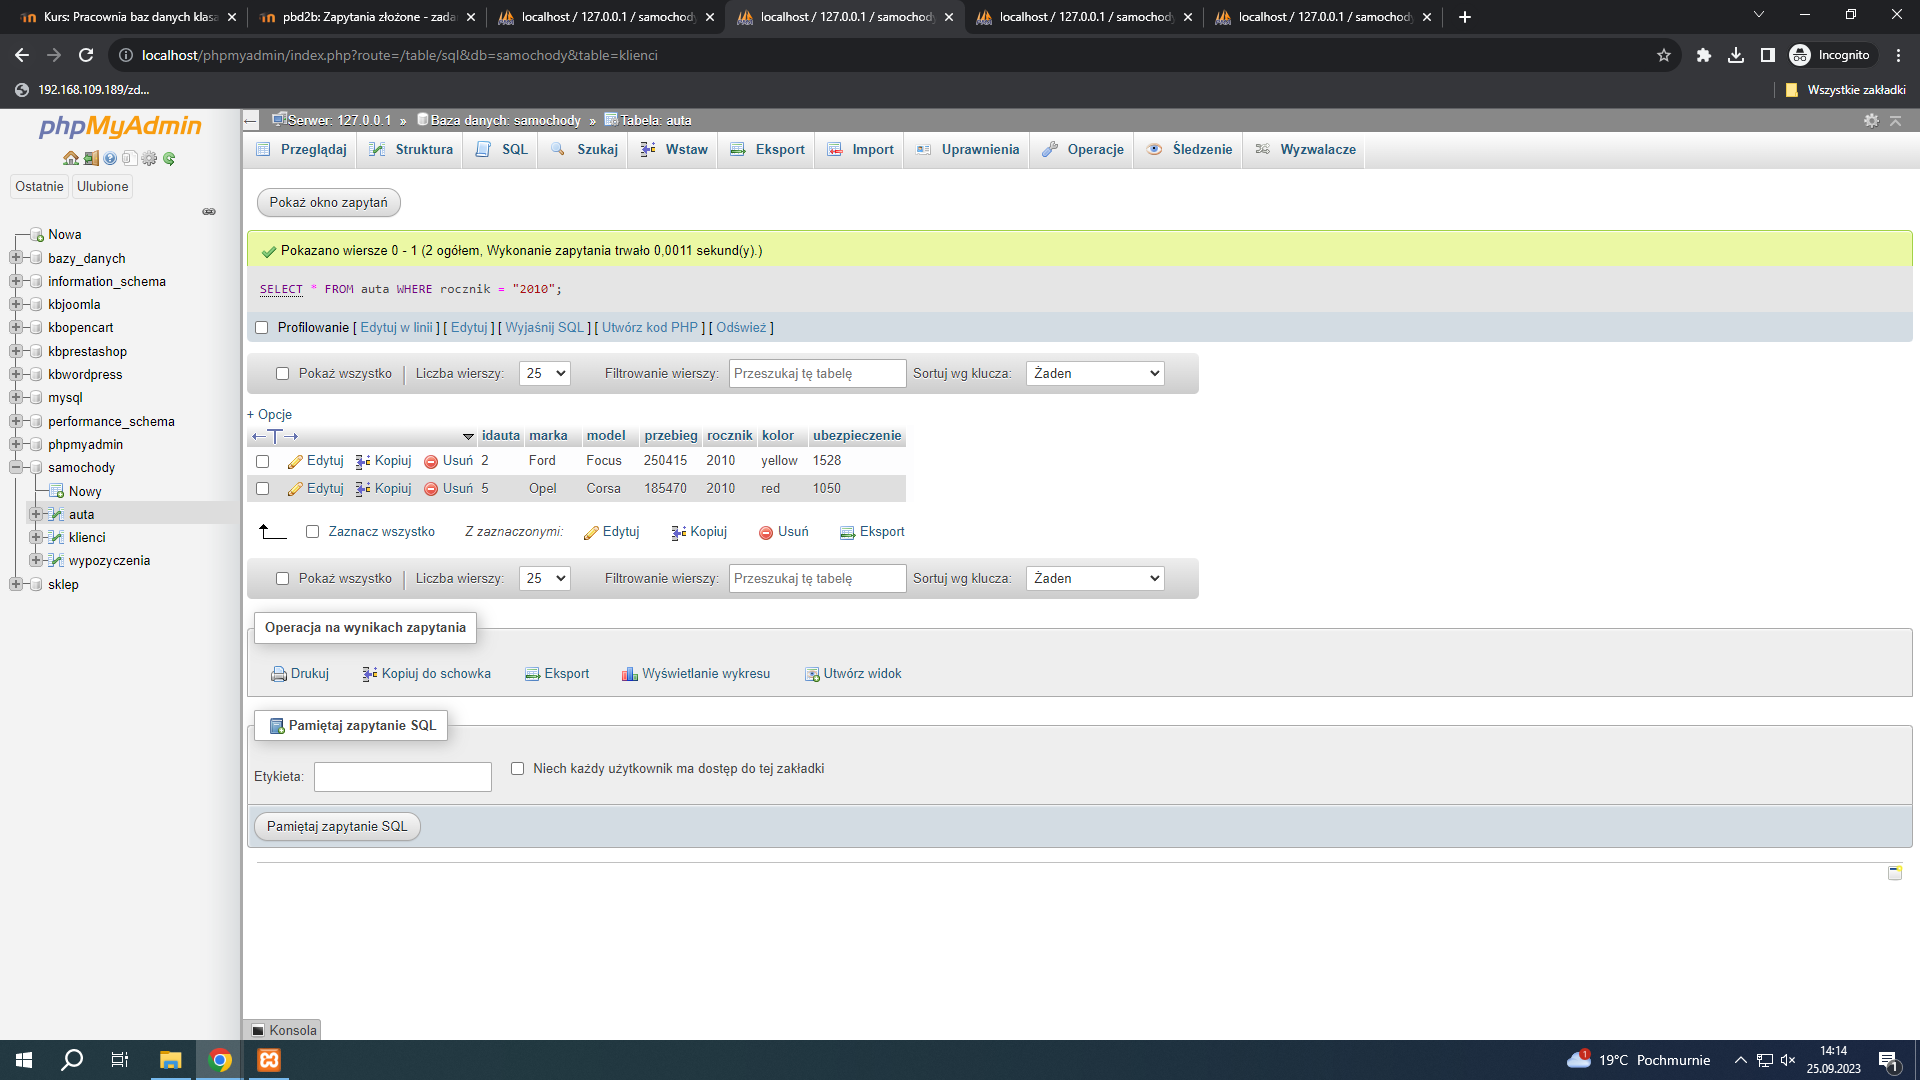 Kurs: Pracownia baz danych klasa
pbd2b: Zapytania złożone - zada
localhost / 127.0.0.1 / samochody
localhost / 127.0.0.1 / samochody
localhost / 127.0.0.1 / samochody
localhost / 127.0.0.1 / samochody
localhost/phpmyadmin/index.php?route=/table/sql&db=samochody&table=klienci
Incognito
192.168.109.189/zd...
Wszystkie zakładki
phpMyAdmin
Ostatnie Ulubione
Nowa
bazy_danych
information_schema
kbjoomla
kbopencart
kbprestashop
kbwordpress
mysql
performance_schema
phpmyadmin
samochody
Nowy
auta
klienci
wypozyczenia
sklep
Serwer: 127.0.0.1 » Baza danych: samochody » Tabela: auta
Przeglądaj Struktura SQL Szukaj Wstaw Eksport Import Uprawnienia Operacje Śledzenie Wyzwalacze
Pokaż okno zapytań
Pokazano wiersze 0 - 1 (2 ogółem, Wykonanie zapytania trwało 0,0011 sekund(y).)
SELECT * FROM auta WHERE rocznik = "2010";
Profilowanie [ Edytuj w linii ] [ Edytuj ] [ Wyjaśnij SQL ] [ Utwórz kod PHP ] [ Odśwież ]
Pokaż wszystko | Liczba wierszy: 25 Filtrowanie wierszy: Przeszukaj tę tabelę Sortuj wg klucza: Żaden
+ Opcje
←T→ idauta marka model przebieg rocznik kolor ubezpieczenie
Edytuj Kopiuj Usuń 2 Ford Focus 250415 2010 yellow 1528
Edytuj Kopiuj Usuń 5 Opel Corsa 185470 2010 red 1050
Zaznacz wszystko Z zaznaczonymi: Edytuj Kopiuj Usuń Eksport
Pokaż wszystko | Liczba wierszy: 25 Filtrowanie wierszy: Przeszukaj tę tabelę Sortuj wg klucza: Żaden
Operacja na wynikach zapytania
Drukuj Kopiuj do schowka Eksport Wyświetlanie wykresu Utwórz widok
Pamiętaj zapytanie SQL
Etykieta: Niech każdy użytkownik ma dostęp do tej zakładki
Pamiętaj zapytanie SQL
Konsola
1 19°C Pochmurnie
14:14
25.09.2023
1